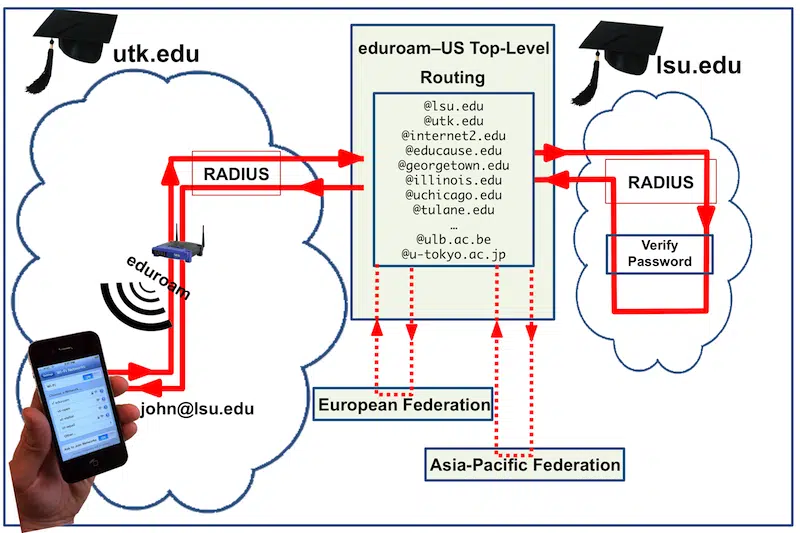 utk.edu
eduroam–US Top-Level
Routing
lsu.edu
@lsu.edu
@utk.edu
@internet2.edu
@educause.edu
@georgetown.edu
@illinois.edu
@uchicago.edu
@tulane.edu
...
@ulb.ac.be
@u-tokyo.ac.jp
RADIUS
RADIUS
Verify
Password
eduroam
john@lsu.edu
European Federation
Asia-Pacific Federation